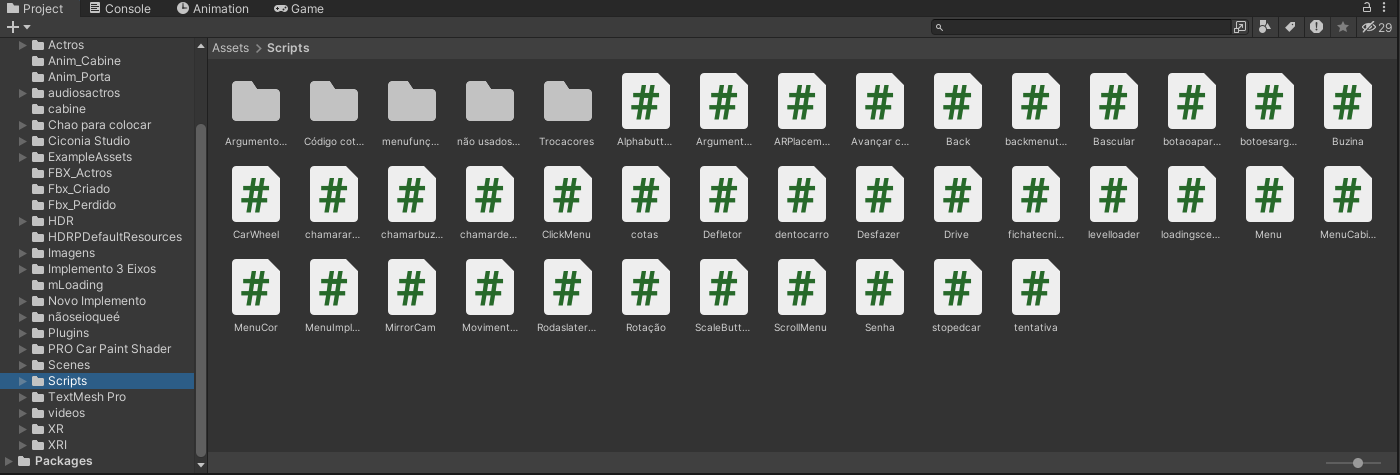 Project Console Animation Game
29
Actros
Anim_Cabine
Anim_Porta
audiosactros
cabine
Chao para colocar
Ciconia Studio
ExampleAssets
FBX_Actros
Fbx_Criado
Fbx_Perdido
HDR
HDRPDefaultResources
Imagens
Implemento 3 Eixos
mLoading
Novo Implemento
nãoseioqueé
Plugins
PRO Car Paint Shader
Scenes
Scripts
TextMesh Pro
videos
XR
XRI
Packages
Assets > Scripts
Argumento... Código cot... menufunç... não usados... Trocacores Alphabutt... Argument... ARPlacem... Avançar c... Back backmenut... Bascular botaoapar... botoesarg... Buzina
CarWheel chamarar... chamarbuz... chamarde... ClickMenu cotas Defletor dentocarro Desfazer Drive fichatecni... levelloader loadingsce... Menu MenuCabi...
MenuCor MenuImpl... MirrorCam Moviment... Rodaslater... Rotação ScaleButt... ScrollMenu Senha stopedcar tentativa